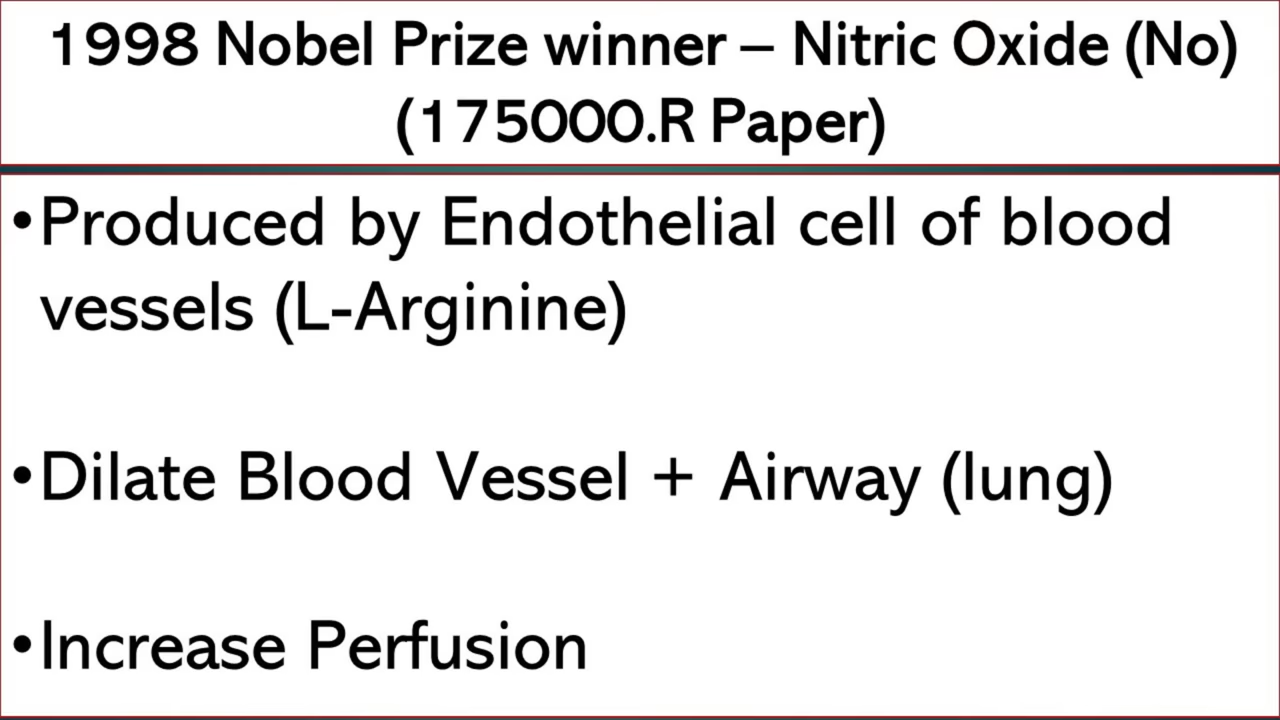 1998 Nobel Prize winner – Nitric Oxide (No)
(175000.R Paper)
•Produced by Endothelial cell of blood
vessels (L-Arginine)
•Dilate Blood Vessel + Airway (lung)
•Increase Perfusion